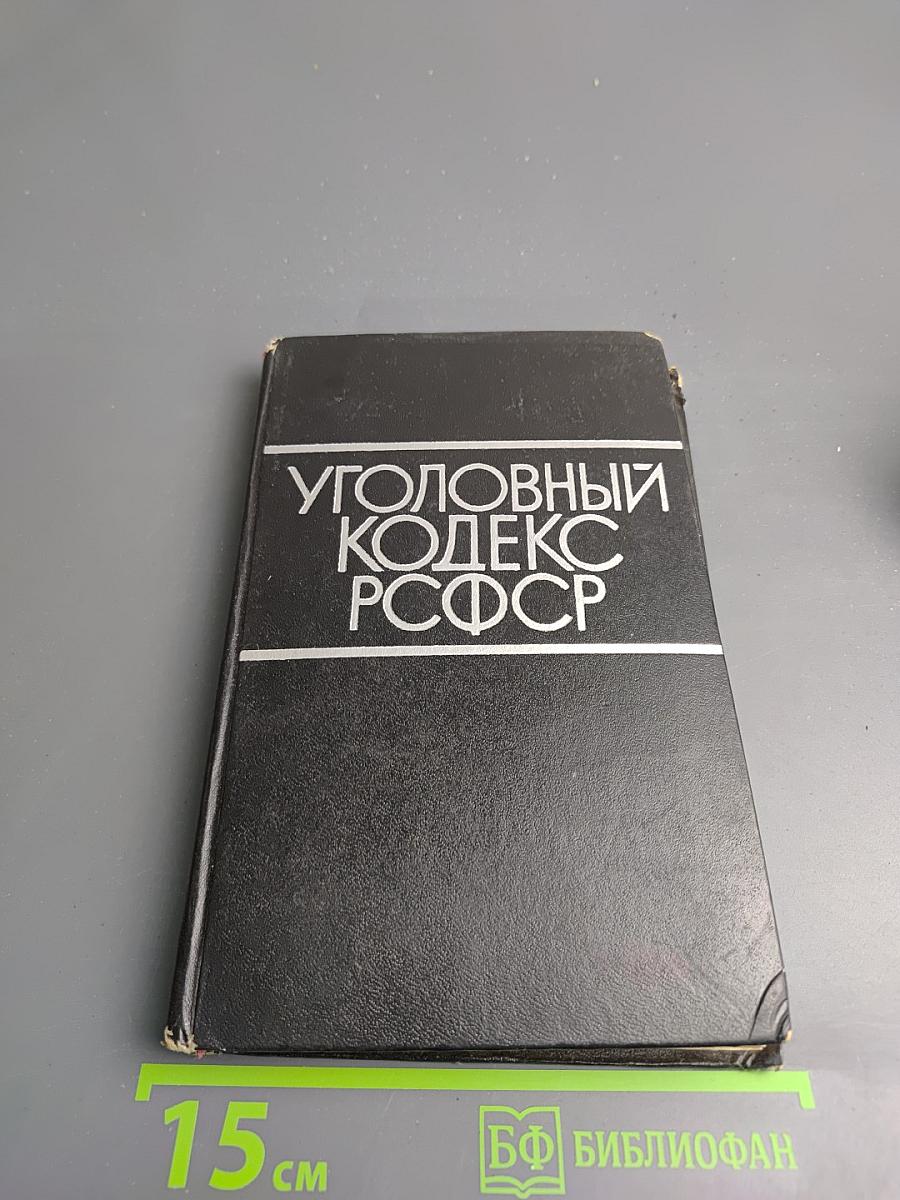 УГОЛОВНЫЙ
КОДЕКС
РСФСР
15 см
БФ БИБЛИОФАН